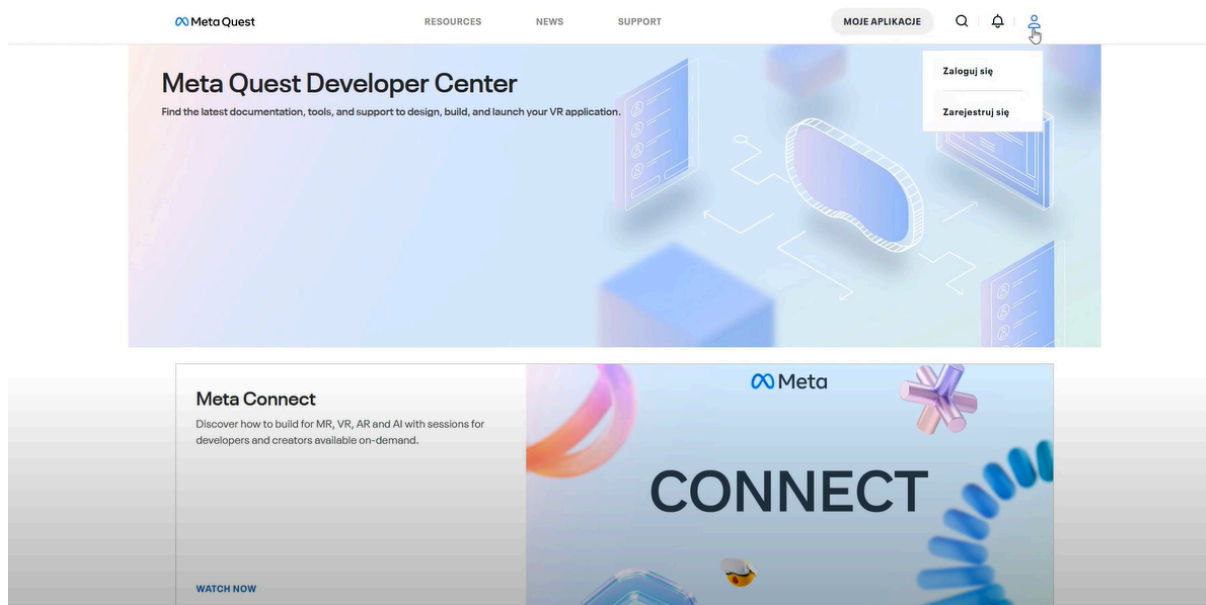 Meta Quest
RESOURCES
NEWS
SUPPORT
MOJE APLIKACJE
Zaloguj się
Zarejestruj się
Meta Quest Developer Center
Find the latest documentation, tools, and support to design, build, and launch your VR application.
Meta Connect
Discover how to build for MR, VR, AR and AI with sessions for
developers and creators available on-demand.
WATCH NOW
Meta
CONNECT